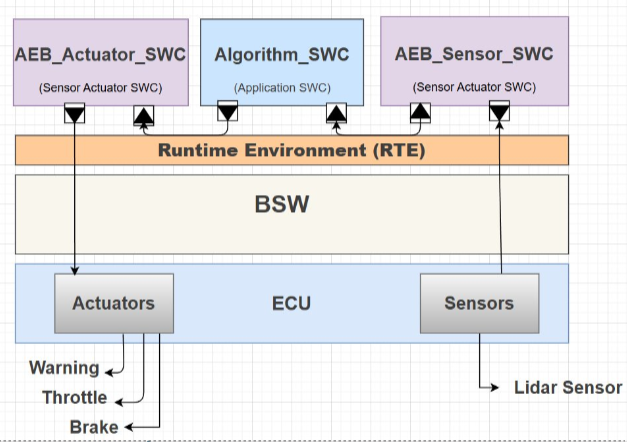 AEB_Actuator_SWC
(Sensor Actuator SWC)
Algorithm_SWC
(Application SWC)
AEB_Sensor_SWC
(Sensor Actuator SWC)
Runtime Environment (RTE)
BSW
Actuators
ECU
Sensors
Warning
Throttle
Brake
Lidar Sensor